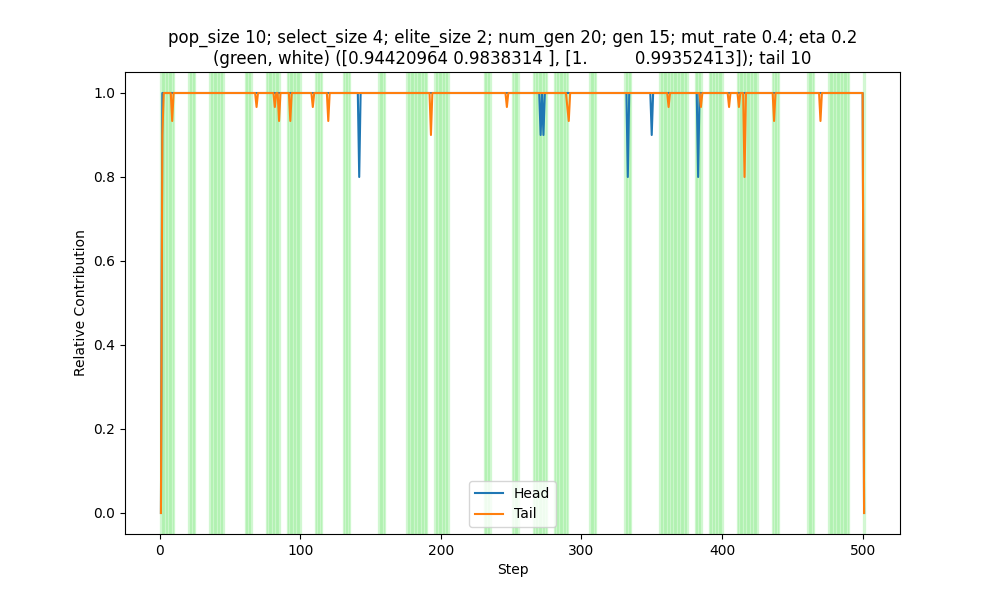 pop_size 10; select_size 4; elite_size 2; num_gen 20; gen 15; mut_rate 0.4; eta 0.2
(green, white) ([0.94420964 0.9838314 ], [1.         0.99352413]); tail 10
1.0
0.8
0.6
0.4
0.2
0.0
Relative Contribution
Head
Tail
0 100 200 300 400 500
Step